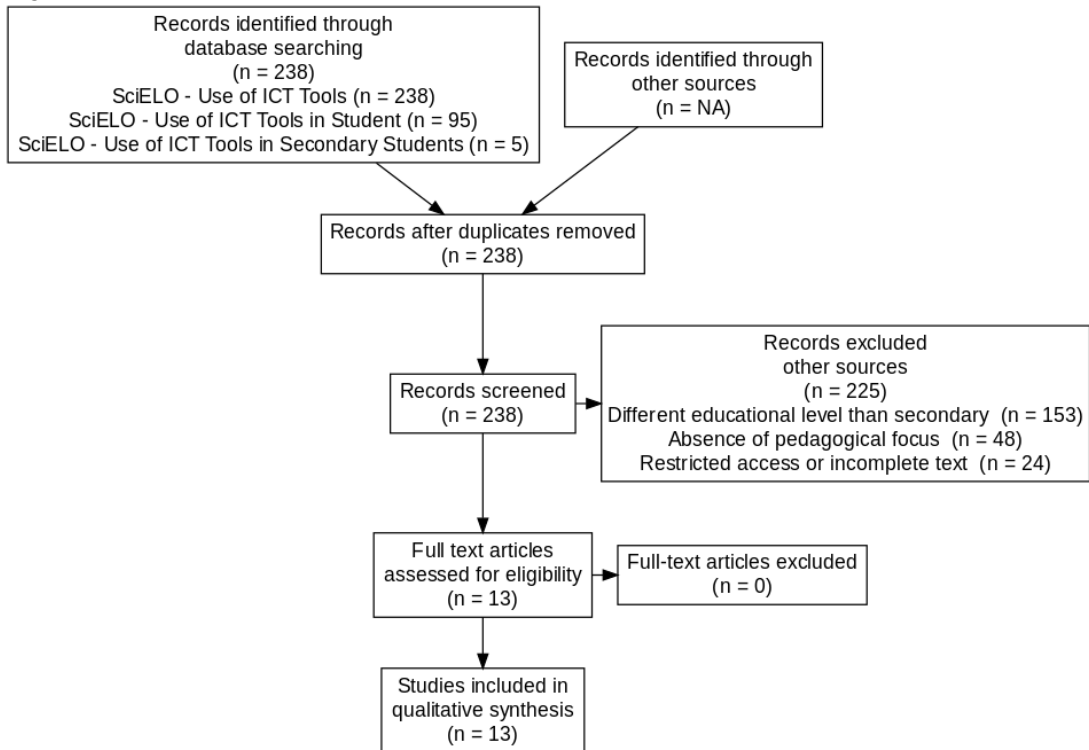 Records identified through
database searching
(n = 238)
SciELO - Use of ICT Tools (n = 238)
SciELO - Use of ICT Tools in Student (n = 95)
SciELO - Use of ICT Tools in Secondary Students (n = 5)
Records identified through
other sources
(n = NA)
Records after duplicates removed
(n = 238)
Records screened
(n = 238)
Records excluded
other sources
(n = 225)
Different educational level than secondary (n = 153)
Absence of pedagogical focus (n = 48)
Restricted access or incomplete text (n = 24)
Full text articles
assessed for eligibility
(n = 13)
Full-text articles excluded
(n = 0)
Studies included in
qualitative synthesis
(n = 13)